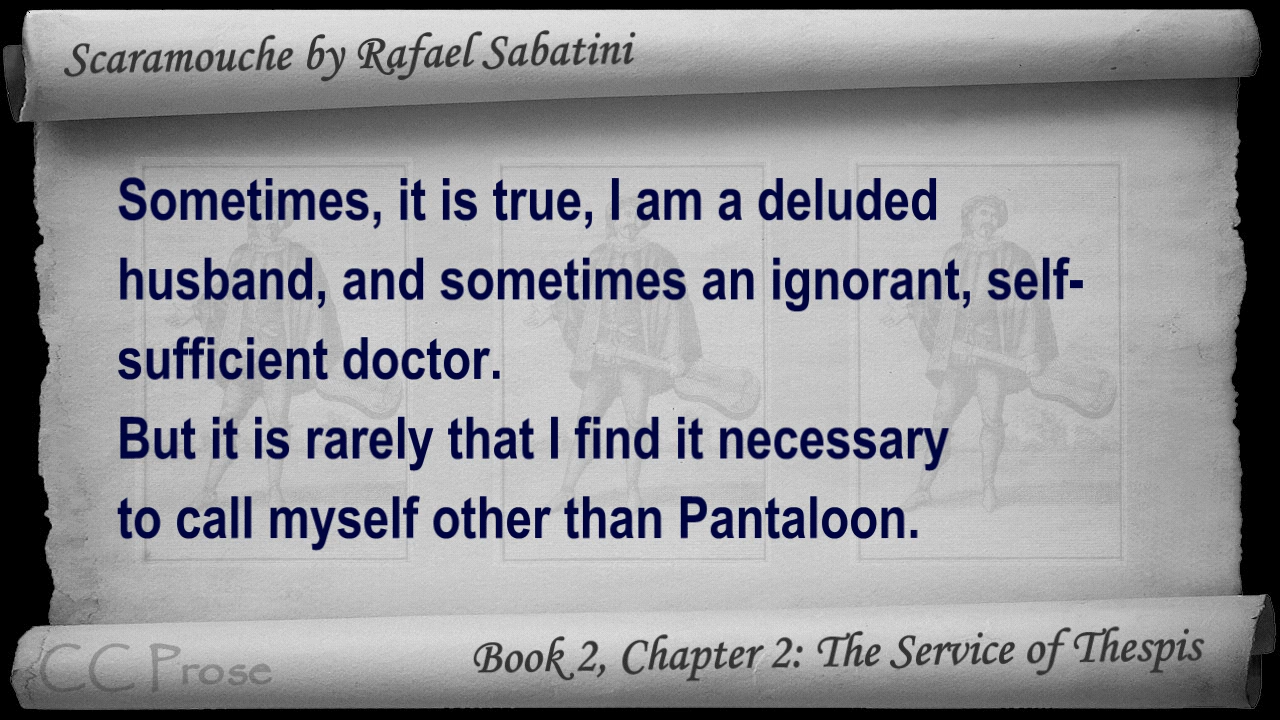 Scaramouche by Rafael Sabatini
Sometimes, it is true, I am a deluded
husband, and sometimes an ignorant, self-
sufficient doctor.
But it is rarely that I find it necessary
to call myself other than Pantaloon.
CC Prose
Book 2, Chapter 2: The Service of Thespis